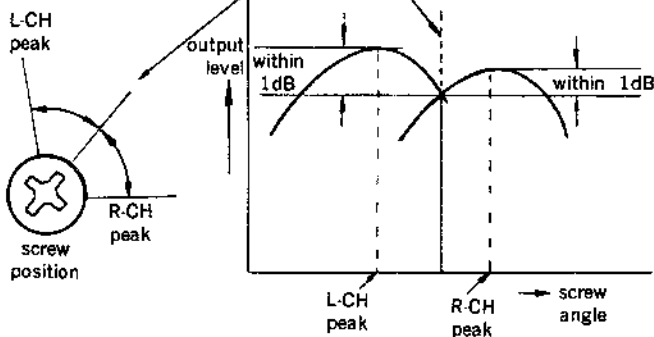 L-CH
peak
R-CH
peak
screw
position
output
level
within
1dB
within 1dB
L-CH
peak
R-CH
peak
screw
angle